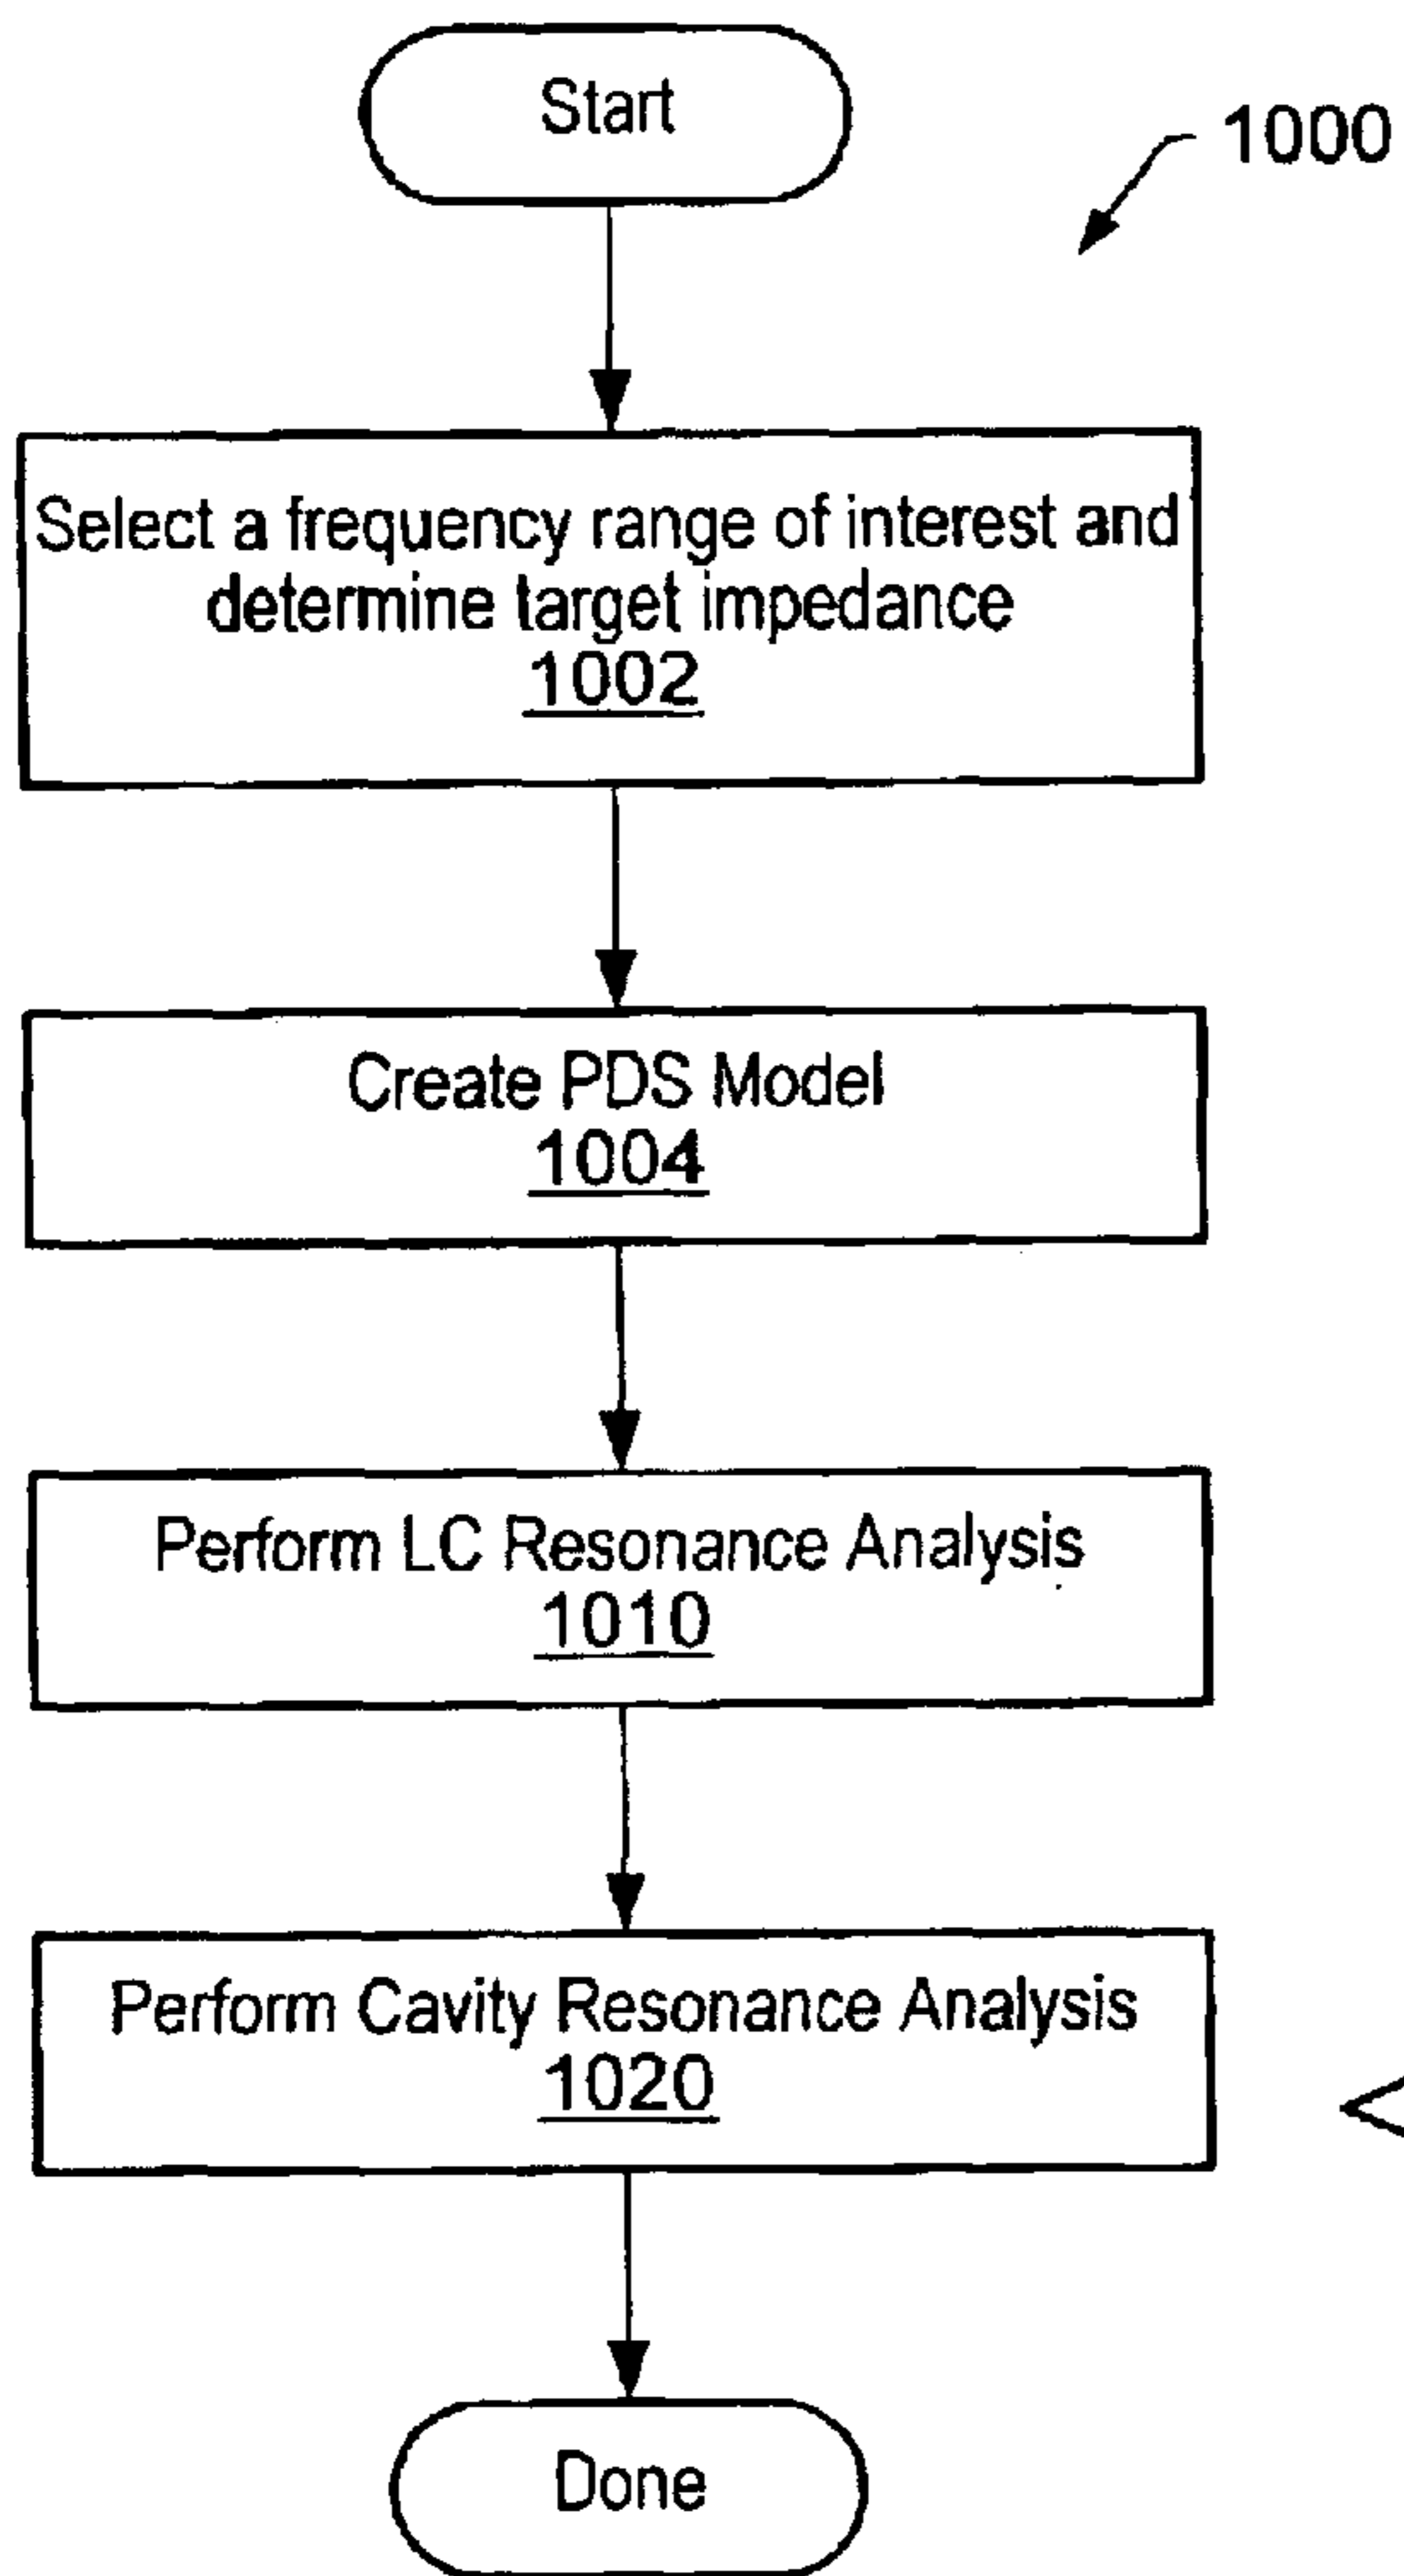 Start
1000
Select a frequency range of interest and
determine target impedance
1002
Create PDS Model
1004
Perform LC Resonance Analysis
1010
Perform Cavity Resonance Analysis
1020
Done